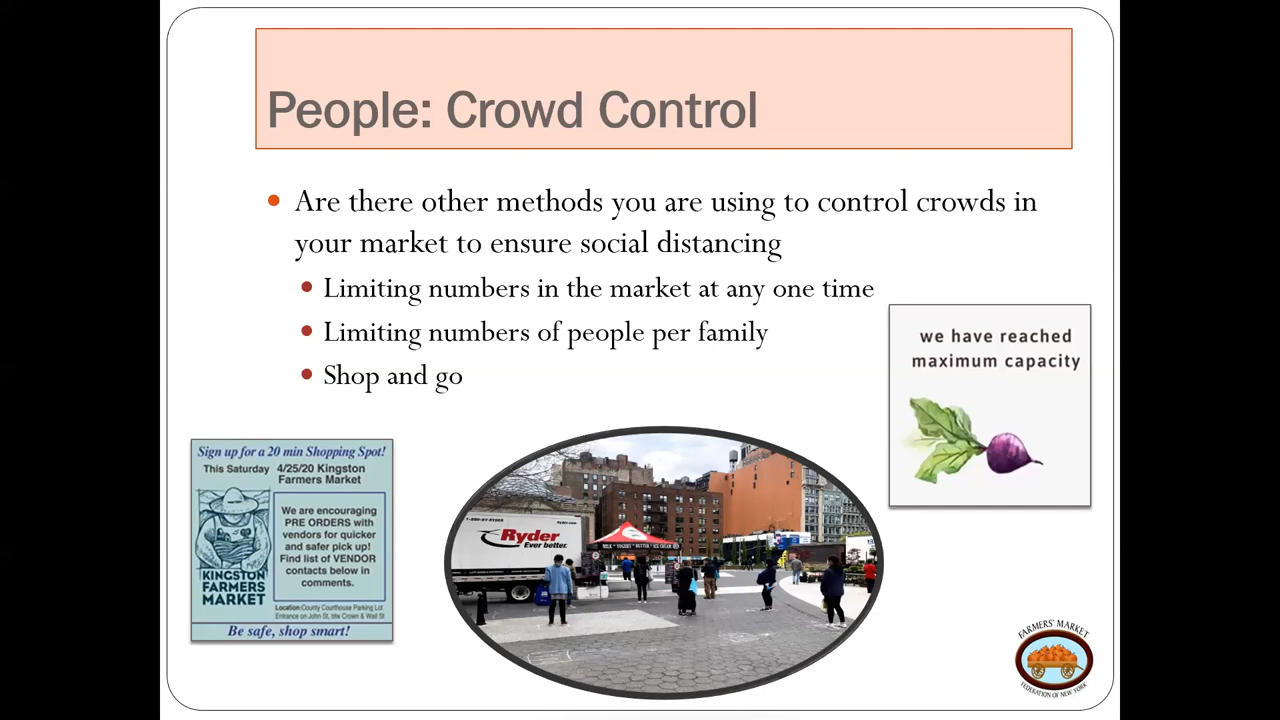 People: Crowd Control
Are there other methods you are using to control crowds in
your market to ensure social distancing
Limiting numbers in the market at any one time
Limiting numbers of people per family
Shop and go
we have reached
maximum capacity
Sign up for a 20 min Shopping Spot!
This Saturday 4/25/20 Kingston
Farmers Market
We are encouraging
PRE ORDERS with
vendors for quicker
and safer pick up!
Find list of VENDOR
contacts below in
comments.
KINGSTON
FARMERS
MARKET
Location:County Courthouse Parking Lot
Entrance on John St, btw Crown & Wall St
Be safe, shop smart!
Ryder
Ever better.
MILK * YOGURT * BUTTER * ICE CREAM
FARMERS' MARKET
FEDERATION OF NEW YORK